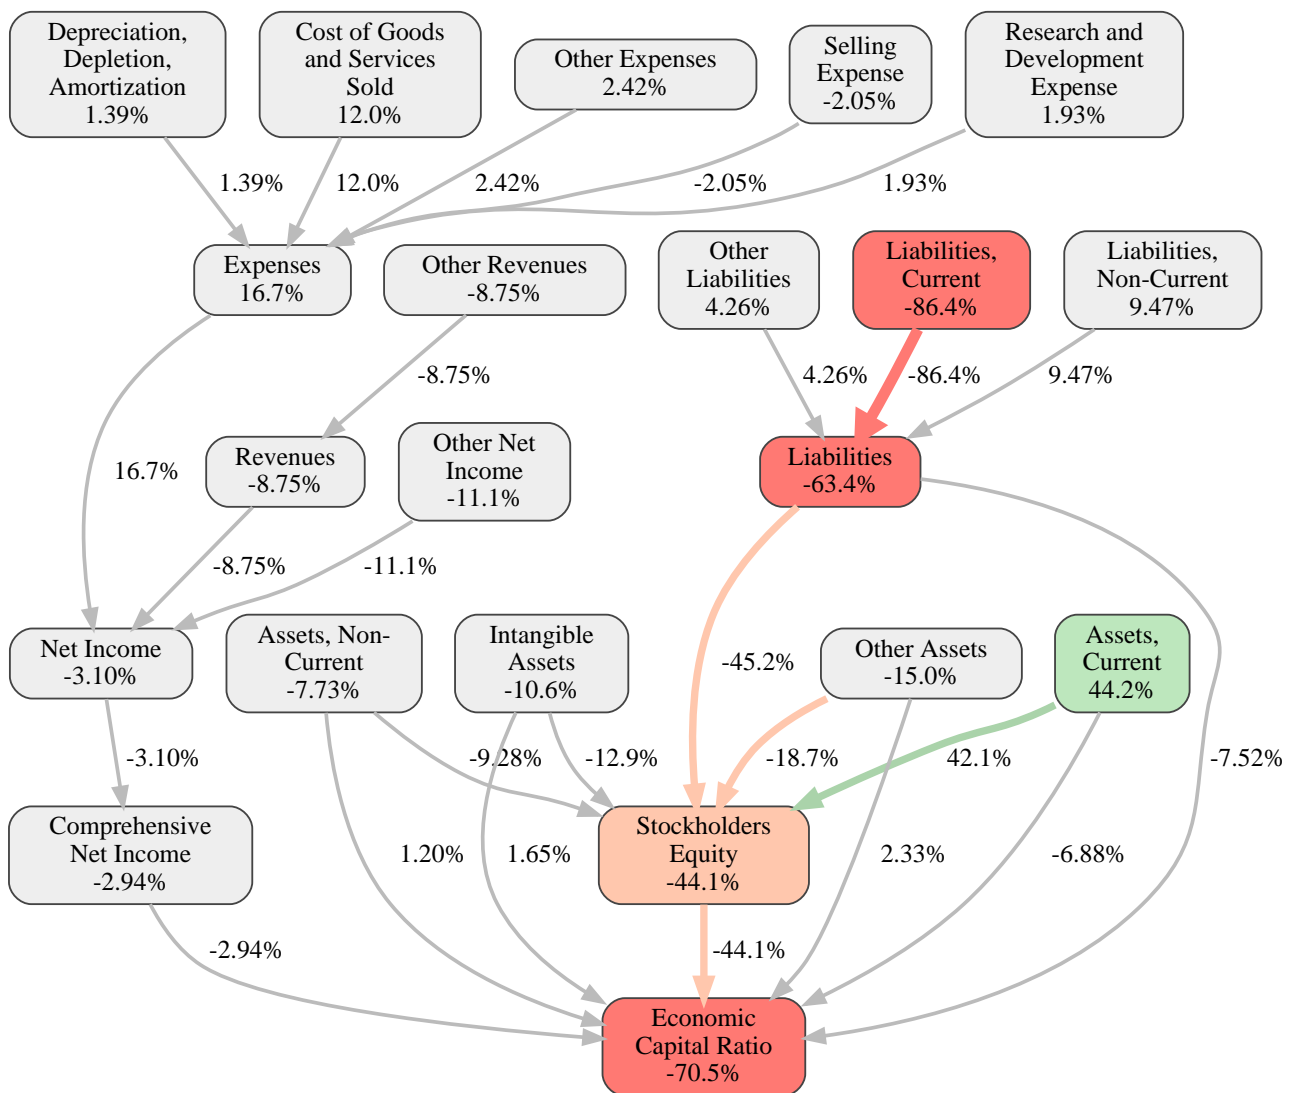 Depreciation,
Depletion,
Amortization
1.39%
Cost of Goods
and Services
Sold
12.0%
Other Expenses
2.42%
Selling
Expense
-2.05%
Research and
Development
Expense
1.93%
1.39%
12.0%
2.42%
-2.05%
1.93%
Expenses
16.7%
Other Revenues
-8.75%
Other
Liabilities
4.26%
Liabilities,
Current
-86.4%
Liabilities,
Non-Current
9.47%
-8.75%
4.26%
-86.4%
9.47%
16.7%
Revenues
-8.75%
Other Net
Income
-11.1%
Liabilities
-63.4%
-8.75%
-11.1%
Net Income
-3.10%
Assets, Non-
Current
-7.73%
Intangible
Assets
-10.6%
-45.2%
Other Assets
-15.0%
Assets,
Current
44.2%
-3.10%
-9.28%
-12.9%
-18.7%
42.1%
-7.52%
Comprehensive
Net Income
-2.94%
1.20%
1.65%
Stockholders
Equity
-44.1%
2.33%
-6.88%
-2.94%
-44.1%
Economic
Capital Ratio
-70.5%